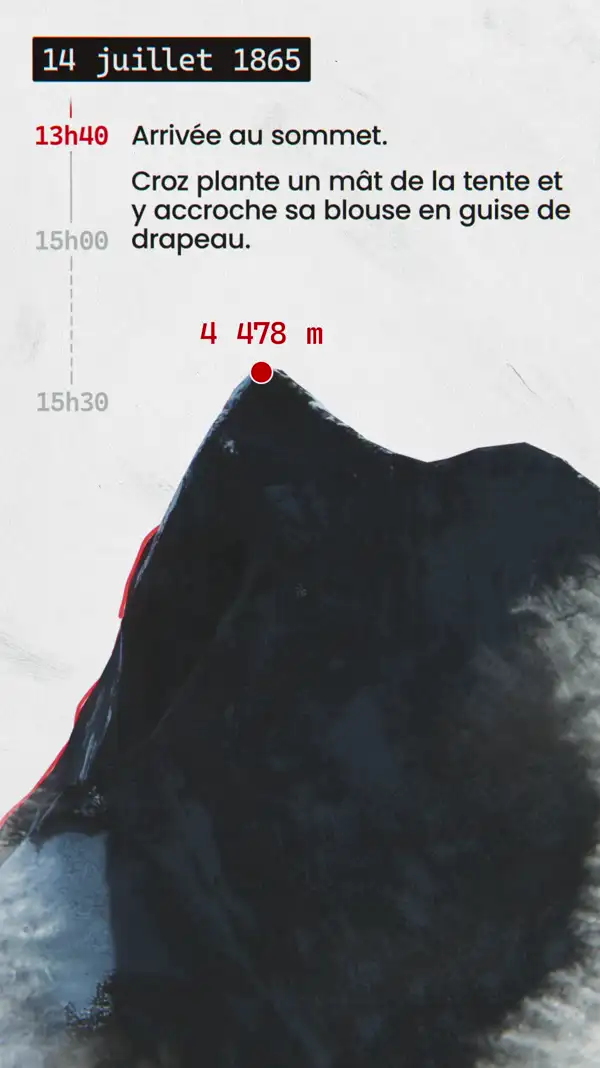 14 juillet 1865
13h40 Arrivée au sommet.
Croz plante un mât de la tente et
y accroche sa blouse en guise de
15h00 drapeau.
4 478 m
15h30